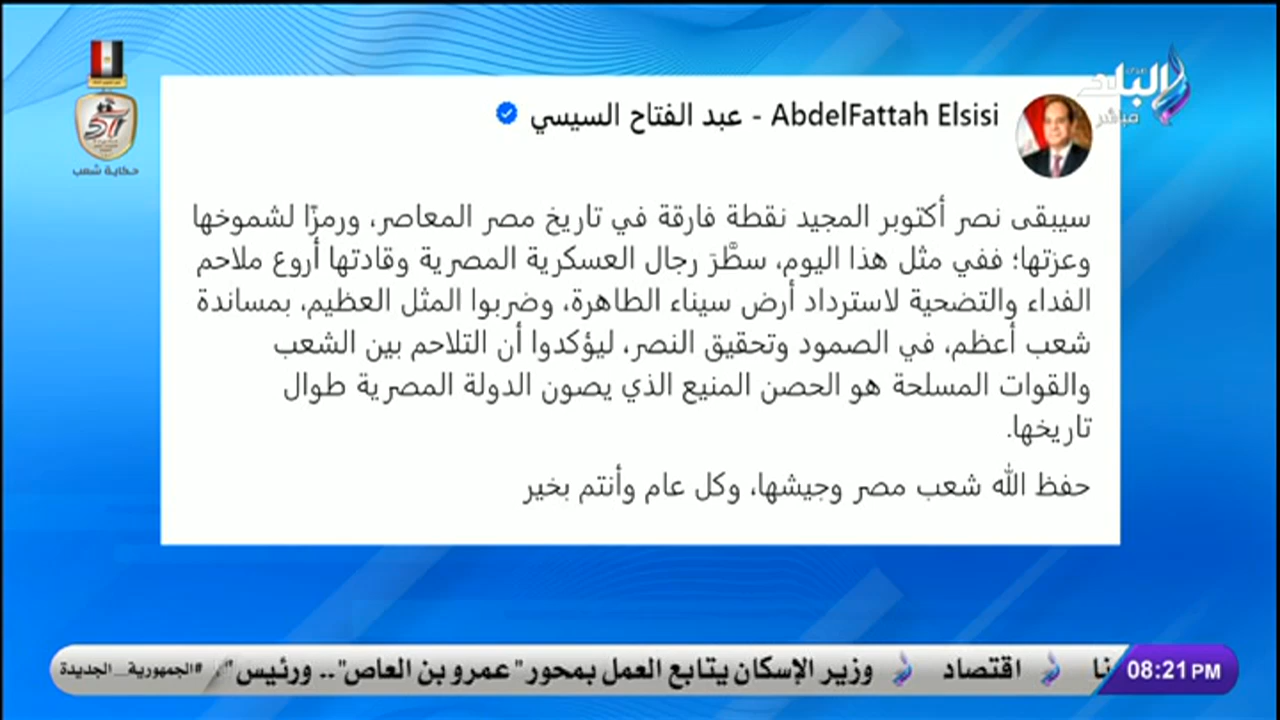 صدى
البلد
مباشر
حكاية شعب
AbdelFattah Elsisi - عبد الفتاح السيسي
سيبقى نصر أكتوبر المجيد نقطة فارقة في تاريخ مصر المعاصر، ورمزًا لشموخها
وعزتها؛ ففي مثل هذا اليوم، سطَّرَ رجال العسكرية المصرية وقادتها أروع ملاحم
الفداء والتضحية لاسترداد أرض سيناء الطاهرة، وضربوا المثل العظيم، بمساندة
شعب أعظم، في الصمود وتحقيق النصر، ليؤكدوا أن التلاحم بين الشعب
والقوات المسلحة هو الحصن المنيع الذي يصون الدولة المصرية طوال
تاريخها.
حفظ الله شعب مصر وجيشها، وكل عام وأنتم بخير
08:21 PM نا اقتصاد وزير الإسكان يتابع العمل بمحور "عمرو بن العاص".. ورئيس " #الجمهورية_الجديدة